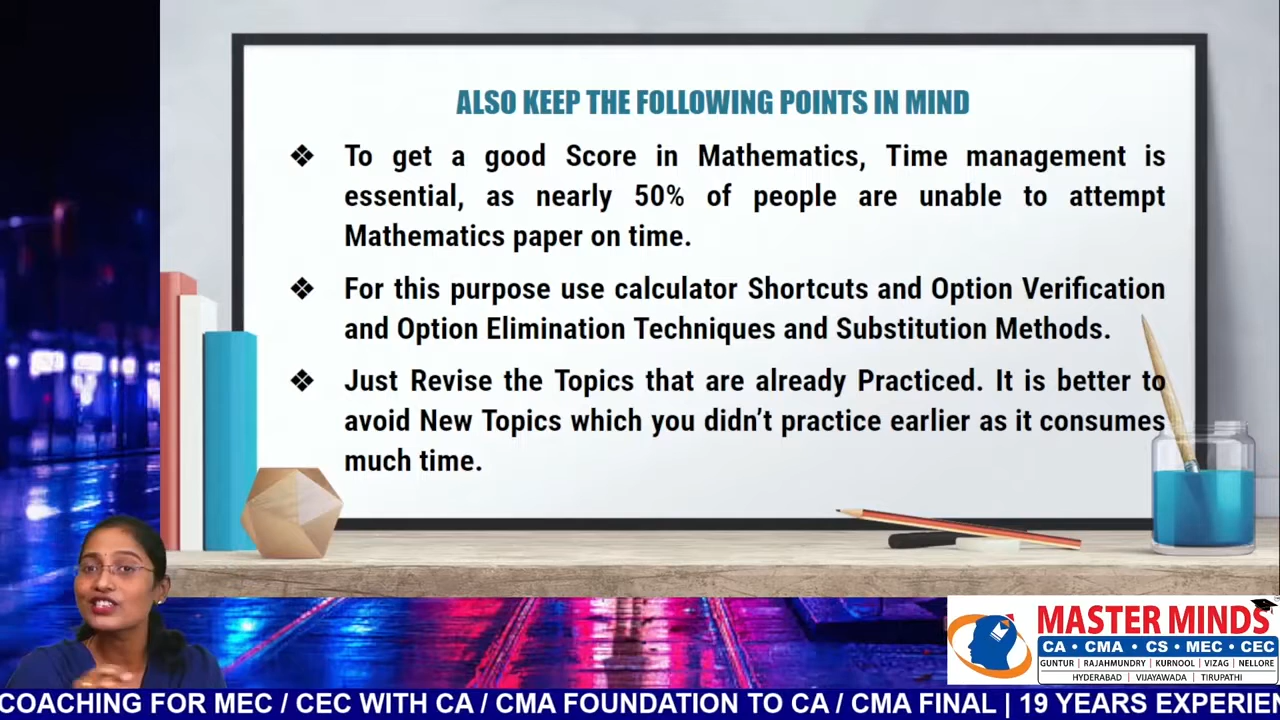 ALSO KEEP THE FOLLOWING POINTS IN MIND
❖ To get a good Score in Mathematics, Time management is
essential, as nearly 50% of people are unable to attempt
Mathematics paper on time.
❖ For this purpose use calculator Shortcuts and Option Verification
and Option Elimination Techniques and Substitution Methods.
❖ Just Revise the Topics that are already Practiced. It is better to
avoid New Topics which you didn't practice earlier as it consumes
much time.
MASTER MINDS
CA • CMA • CS • MEC • CEC
GUNTUR | RAJAHMUNDRY | KURNOOL | VIZAG | NELLORE
HYDERABAD | VIJAYAWADA | TIRUPATHI
COACHING FOR MEC / CEC WITH CA / CMA FOUNDATION TO CA / CMA FINAL | 19 YEARS EXPERIEN